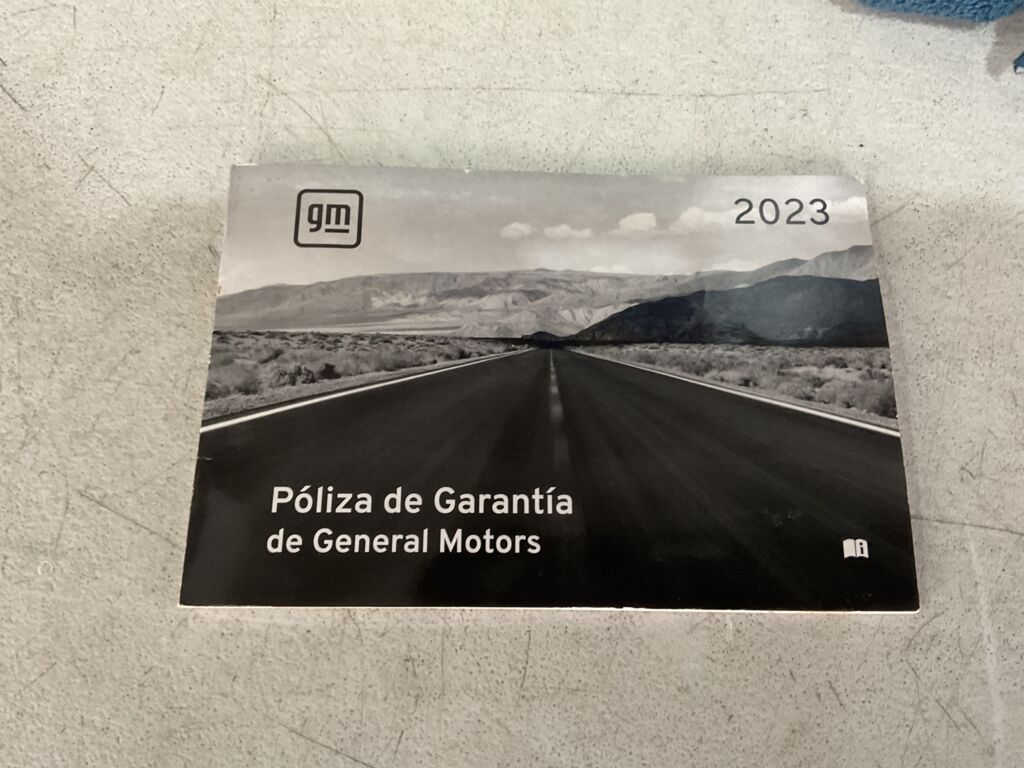 gm
2023
Póliza de Garantía
de General Motors